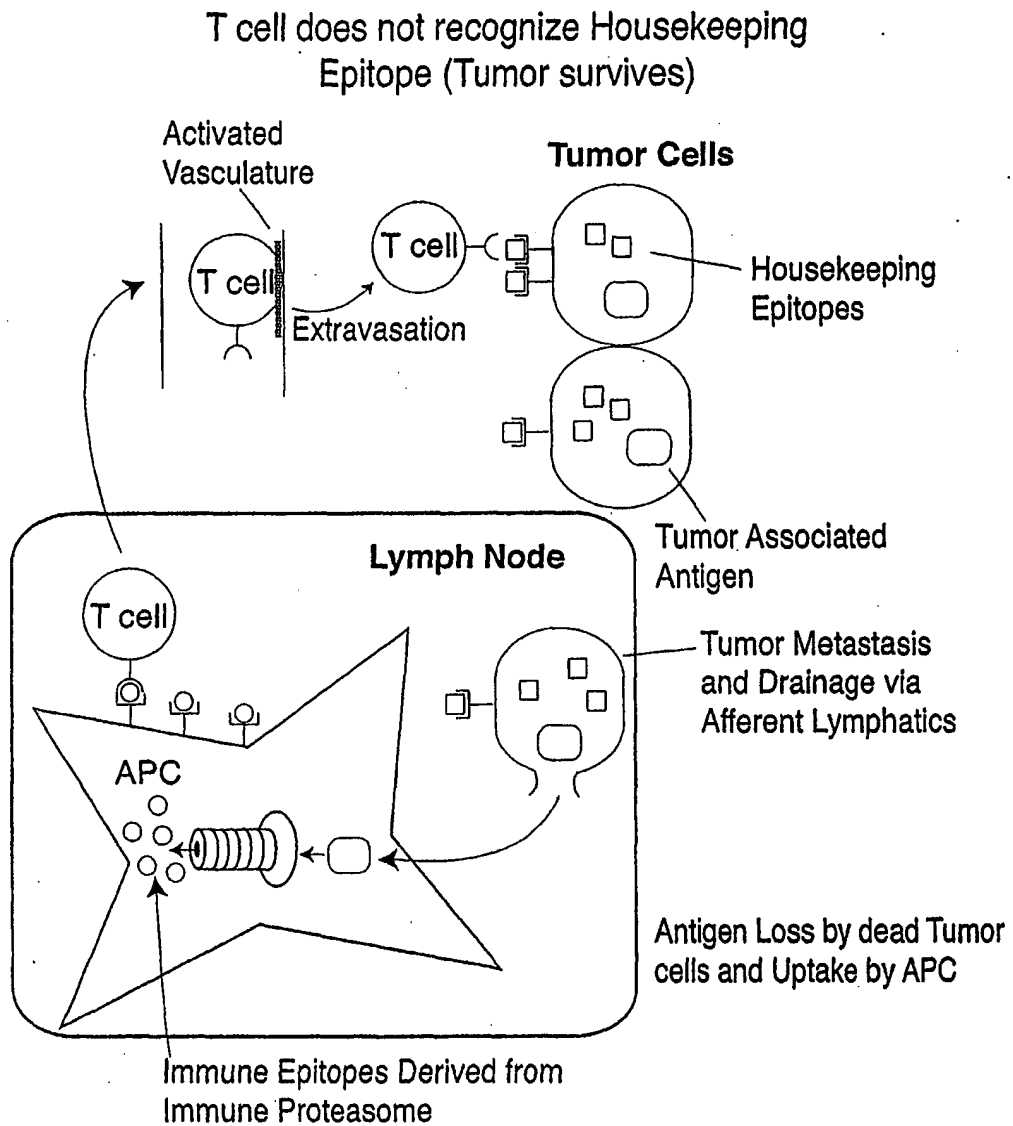 T cell does not recognize Housekeeping
Epitope (Tumor survives)
Activated
Vasculature
Tumor Cells
T cell
T cell
Extravasation
Housekeeping
Epitopes
Tumor Associated
Antigen
Lymph Node
T cell
Tumor Metastasis
and Drainage via
Afferent Lymphatics
APC
Antigen Loss by dead Tumor
cells and Uptake by APC
Immune Epitopes Derived from
Immune Proteasome